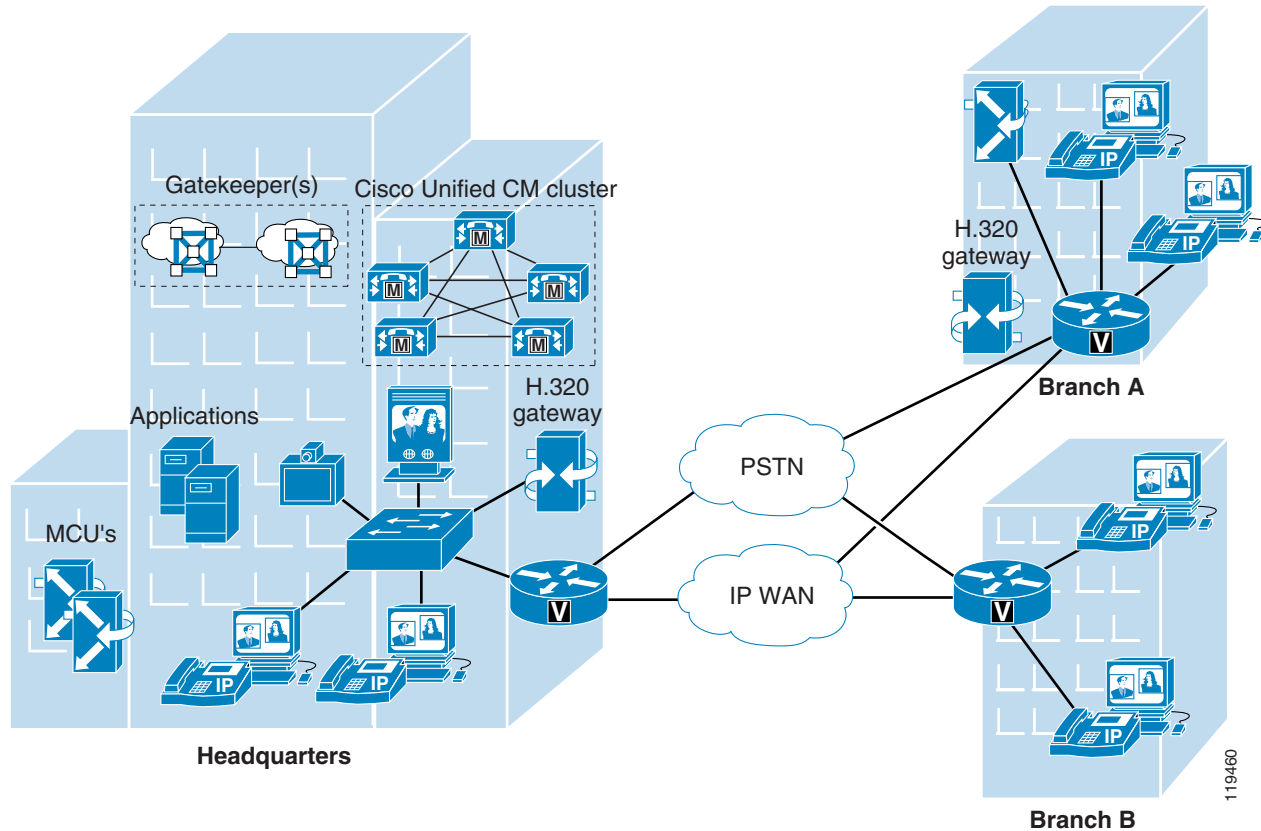 Gatekeeper(s)
Cisco Unified CM cluster
M
M
M
M
M
H.320
gateway
Applications
MCU's
IP
IP
V
Headquarters
PSTN
IP WAN
IP
IP
H.320
gateway
V
Branch A
IP
V
IP
Branch B
119460